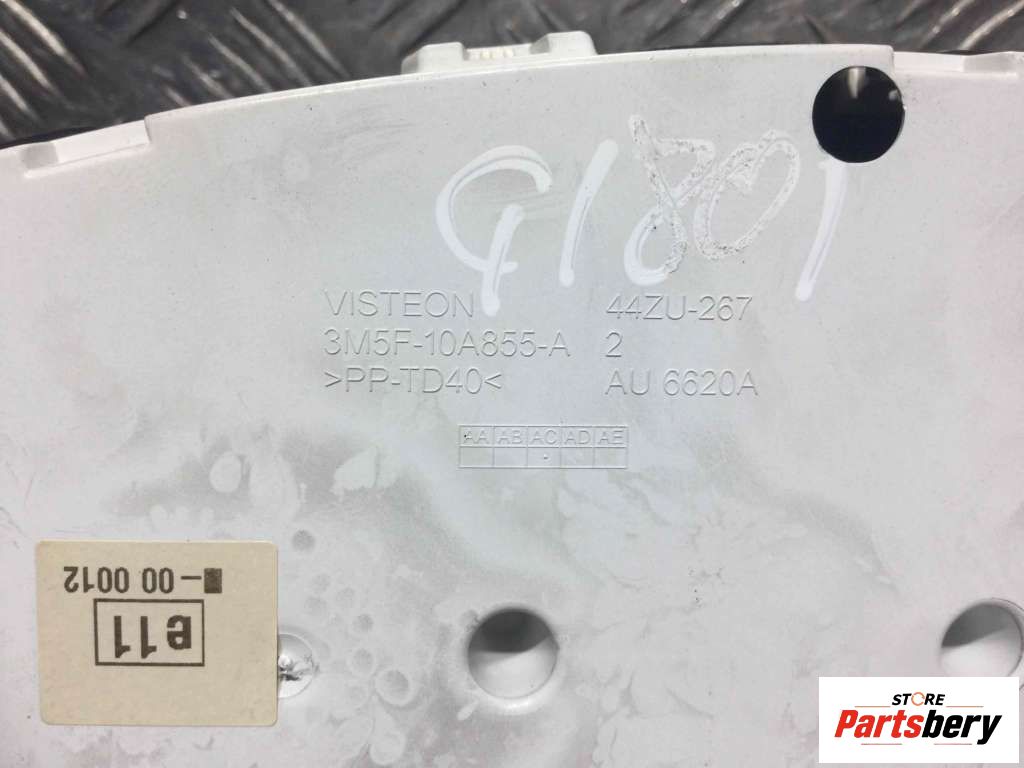 91801
VISTEON 44ZU-267
3M5F-10A855-A 2
>PP-TD40< AU 6620A
AA AB AC AD AE
e11
00 0012
STORE
Partsbery